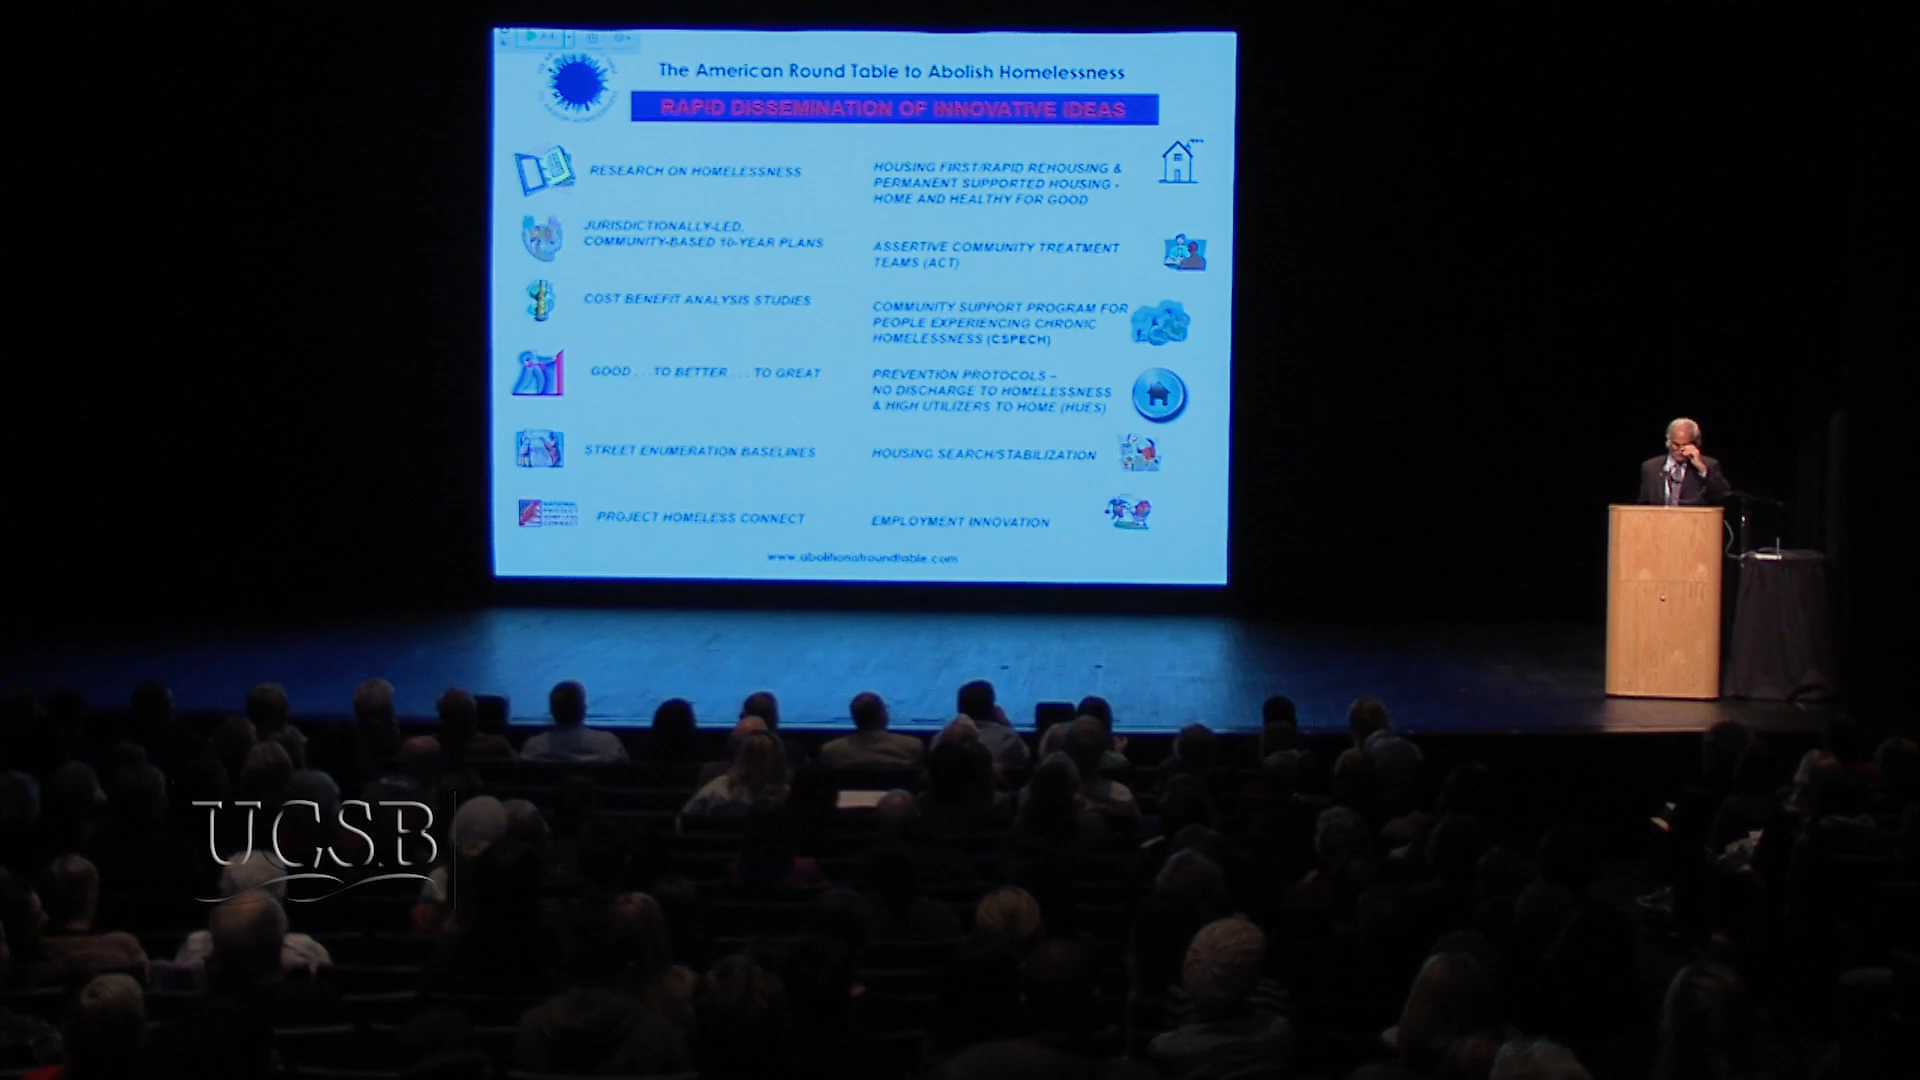 The American Round Table to Abolish Homelessness
RAPID DISSEMINATION OF INNOVATIVE IDEAS
RESEARCH ON HOMELESSNESS
JURISDICTIONALLY-LED,
COMMUNITY-BASED 10-YEAR PLANS
COST BENEFIT ANALYSIS STUDIES
GOOD . . . TO BETTER . . . TO GREAT
STREET ENUMERATION BASELINES
NATIONAL
PROJECT
HOMELESS
CONNECT
PROJECT HOMELESS CONNECT
HOUSING FIRST/RAPID REHOUSING &
PERMANENT SUPPORTED HOUSING -
HOME AND HEALTHY FOR GOOD
ASSERTIVE COMMUNITY TREATMENT
TEAMS (ACT)
COMMUNITY SUPPORT PROGRAM FOR
PEOPLE EXPERIENCING CHRONIC
HOMELESSNESS (CSPECH)
PREVENTION PROTOCOLS –
NO DISCHARGE TO HOMELESSNESS
& HIGH UTILIZERS TO HOME (HUES)
HOUSING SEARCH/STABILIZATION
EMPLOYMENT INNOVATION
www.abolitionistroundtable.com
UCSB